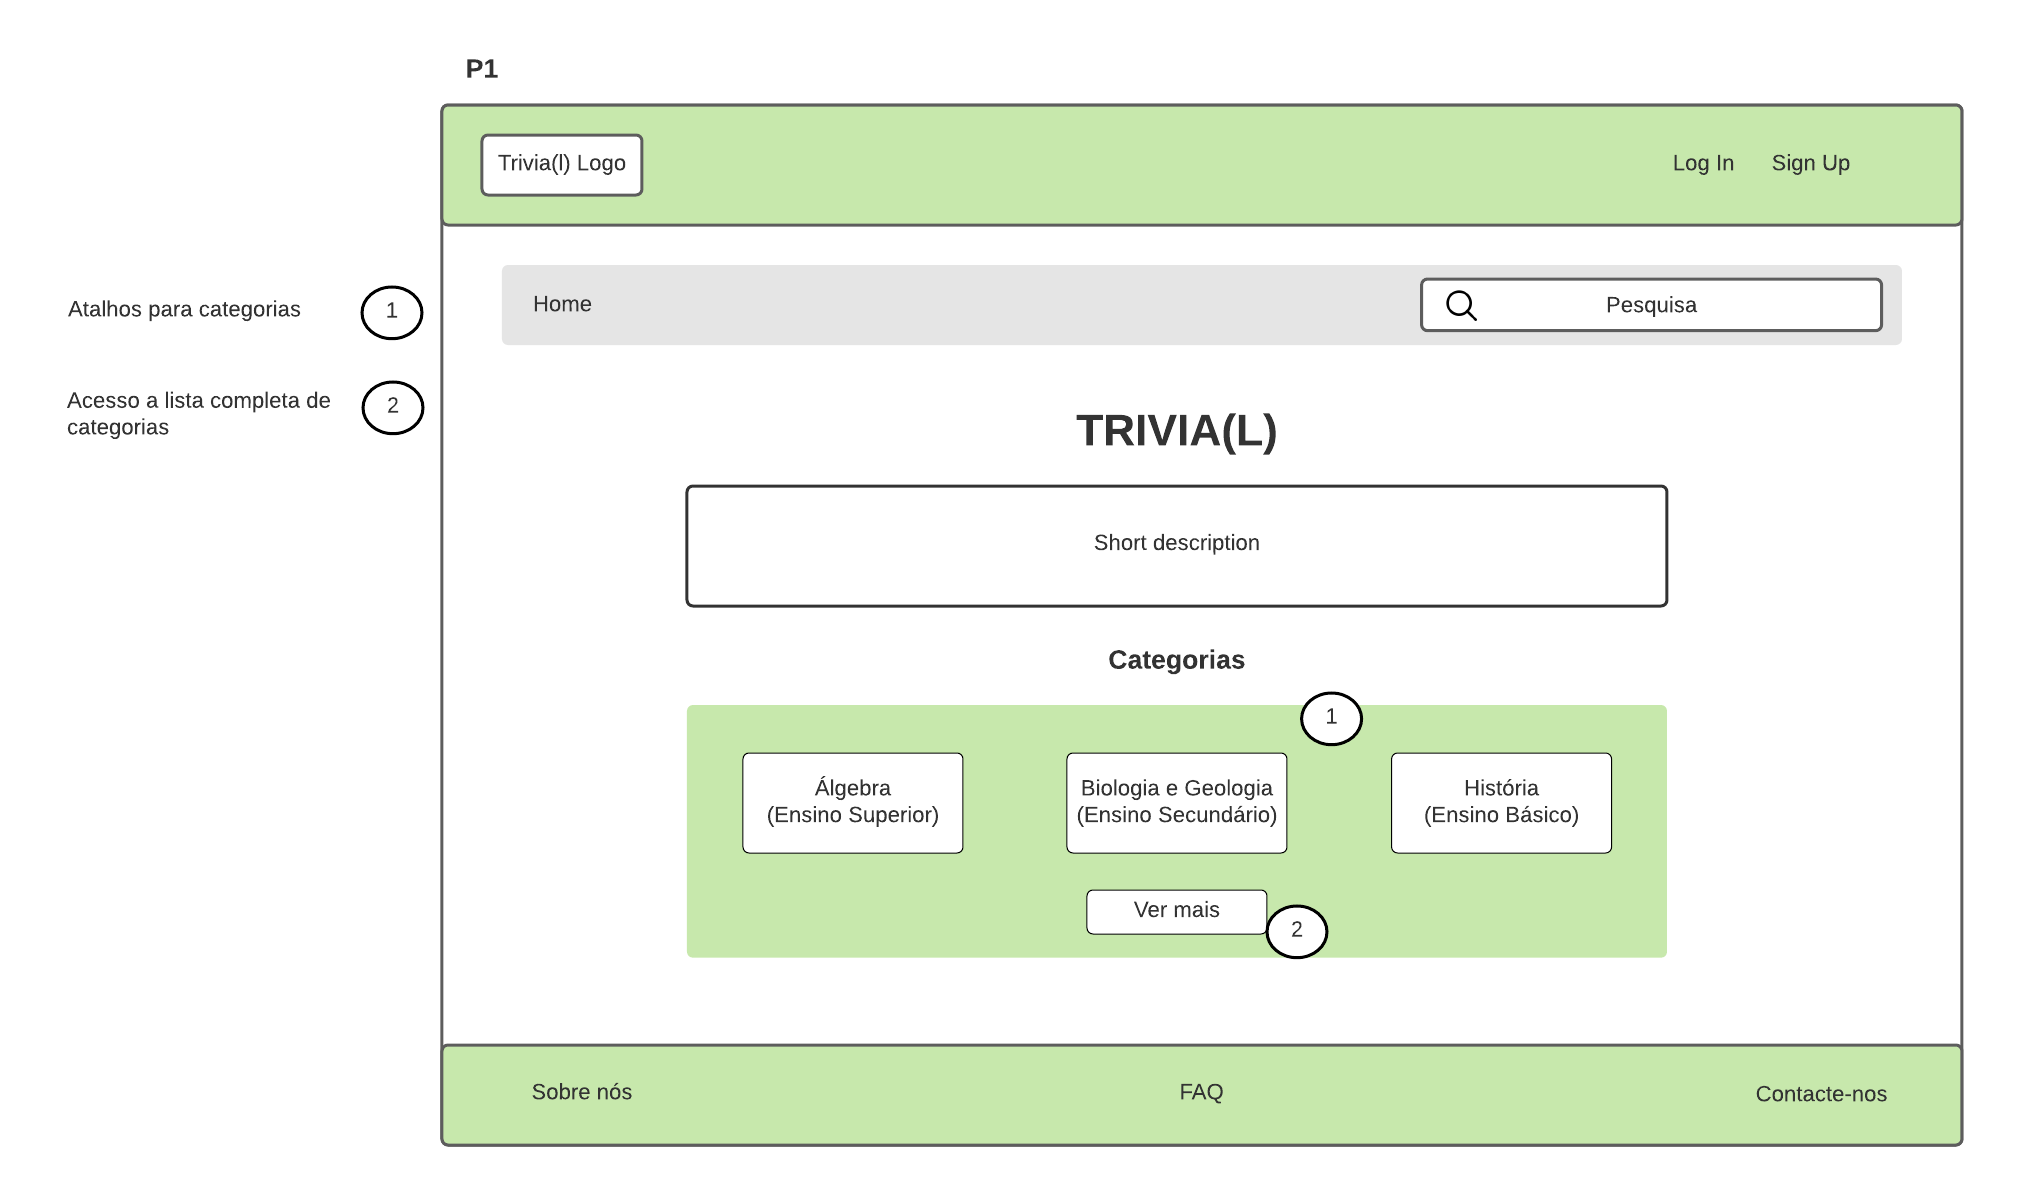 P1
Trivia(l) Logo
Log In
Sign Up
Atalhos para categorias
1
Acesso a lista completa de
categorias
2
Home
Pesquisa
TRIVIA(L)
Short description
Categorias
1
Álgebra
(Ensino Superior)
Biologia e Geologia
(Ensino Secundário)
História
(Ensino Básico)
Ver mais
2
Sobre nós
FAQ
Contacte-nos